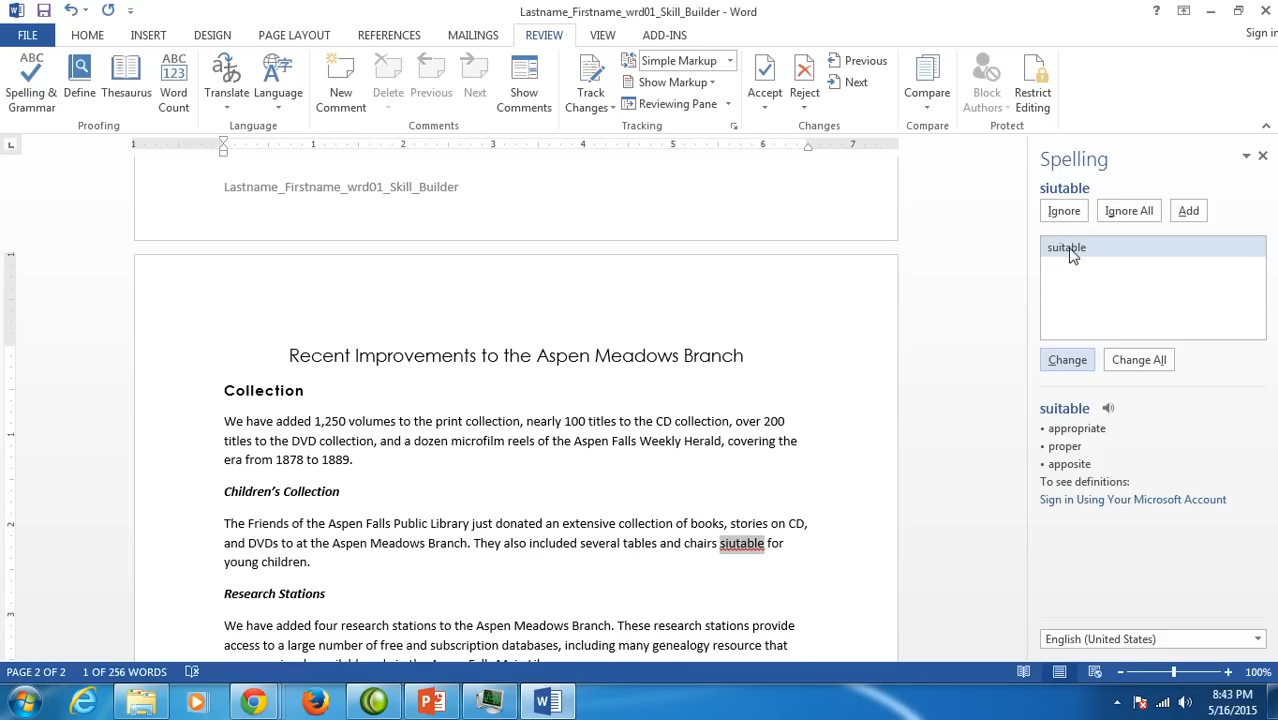 Lastname_Firstname_wrd01_Skill_Builder - Word
?
Sign in
FILE HOME INSERT DESIGN PAGE LAYOUT REFERENCES MAILINGS REVIEW VIEW ADD-INS
ABC Spelling & Grammar
Define
Thesaurus
ABC 123 Word Count
Proofing
Translate
Language
Language
New Comment
Delete
Previous
Next
Show Comments
Comments
Track Changes
Simple Markup
Show Markup
Reviewing Pane
Tracking
Accept
Reject
Previous
Next
Changes
Compare
Compare
Block Authors
Restrict Editing
Protect
1 1 2 3 4 5 6 7
Lastname_Firstname_wrd01_Skill_Builder
Recent Improvements to the Aspen Meadows Branch
Collection
We have added 1,250 volumes to the print collection, nearly 100 titles to the CD collection, over 200
titles to the DVD collection, and a dozen microfilm reels of the Aspen Falls Weekly Herald, covering the
era from 1878 to 1889.
Children's Collection
The Friends of the Aspen Falls Public Library just donated an extensive collection of books, stories on CD,
and DVDs to at the Aspen Meadows Branch. They also included several tables and chairs siutable for
young children.
Research Stations
We have added four research stations to the Aspen Meadows Branch. These research stations provide
access to a large number of free and subscription databases, including many genealogy resource that
Spelling
siutable
Ignore Ignore All Add
suitable
Change Change All
suitable
• appropriate
• proper
• apposite
To see definitions:
Sign in Using Your Microsoft Account
English (United States)
PAGE 2 OF 2 1 OF 256 WORDS
100%
8:43 PM
5/16/2015